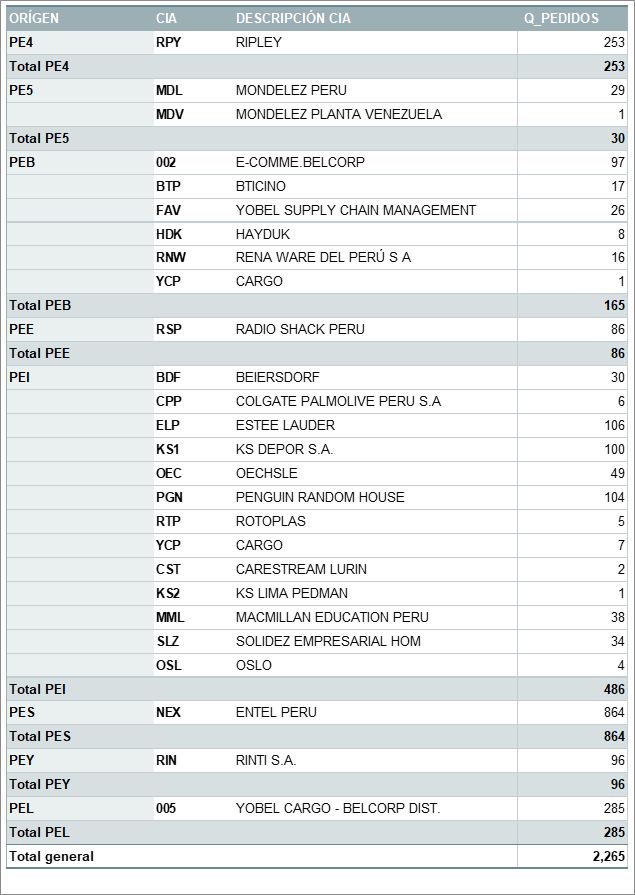 ORÍGEN CIA DESCRIPCIÓN CIA Q_PEDIDOS
PE4 RPY RIPLEY 253
Total PE4 253
PE5 MDL MONDELEZ PERU 29
MDV MONDELEZ PLANTA VENEZUELA 1
Total PE5 30
PEB 002 E-COMME.BELCORP 97
BTP BTICINO 17
FAV YOBEL SUPPLY CHAIN MANAGEMENT 26
HDK HAYDUK 8
RNW RENA WARE DEL PERÚ S A 16
YCP CARGO 1
Total PEB 165
PEE RSP RADIO SHACK PERU 86
Total PEE 86
PEI BDF BEIERSDORF 30
CPP COLGATE PALMOLIVE PERU S.A 6
ELP ESTEE LAUDER 106
KS1 KS DEPOR S.A. 100
OEC OECHSLE 49
PGN PENGUIN RANDOM HOUSE 104
RTP ROTOPLAS 5
YCP CARGO 7
CST CARESTREAM LURIN 2
KS2 KS LIMA PEDMAN 1
MML MACMILLAN EDUCATION PERU 38
SLZ SOLIDEZ EMPRESARIAL HOM 34
OSL OSLO 4
Total PEI 486
PES NEX ENTEL PERU 864
Total PES 864
PEY RIN RINTI S.A. 96
Total PEY 96
PEL 005 YOBEL CARGO - BELCORP DIST. 285
Total PEL 285
Total general 2,265